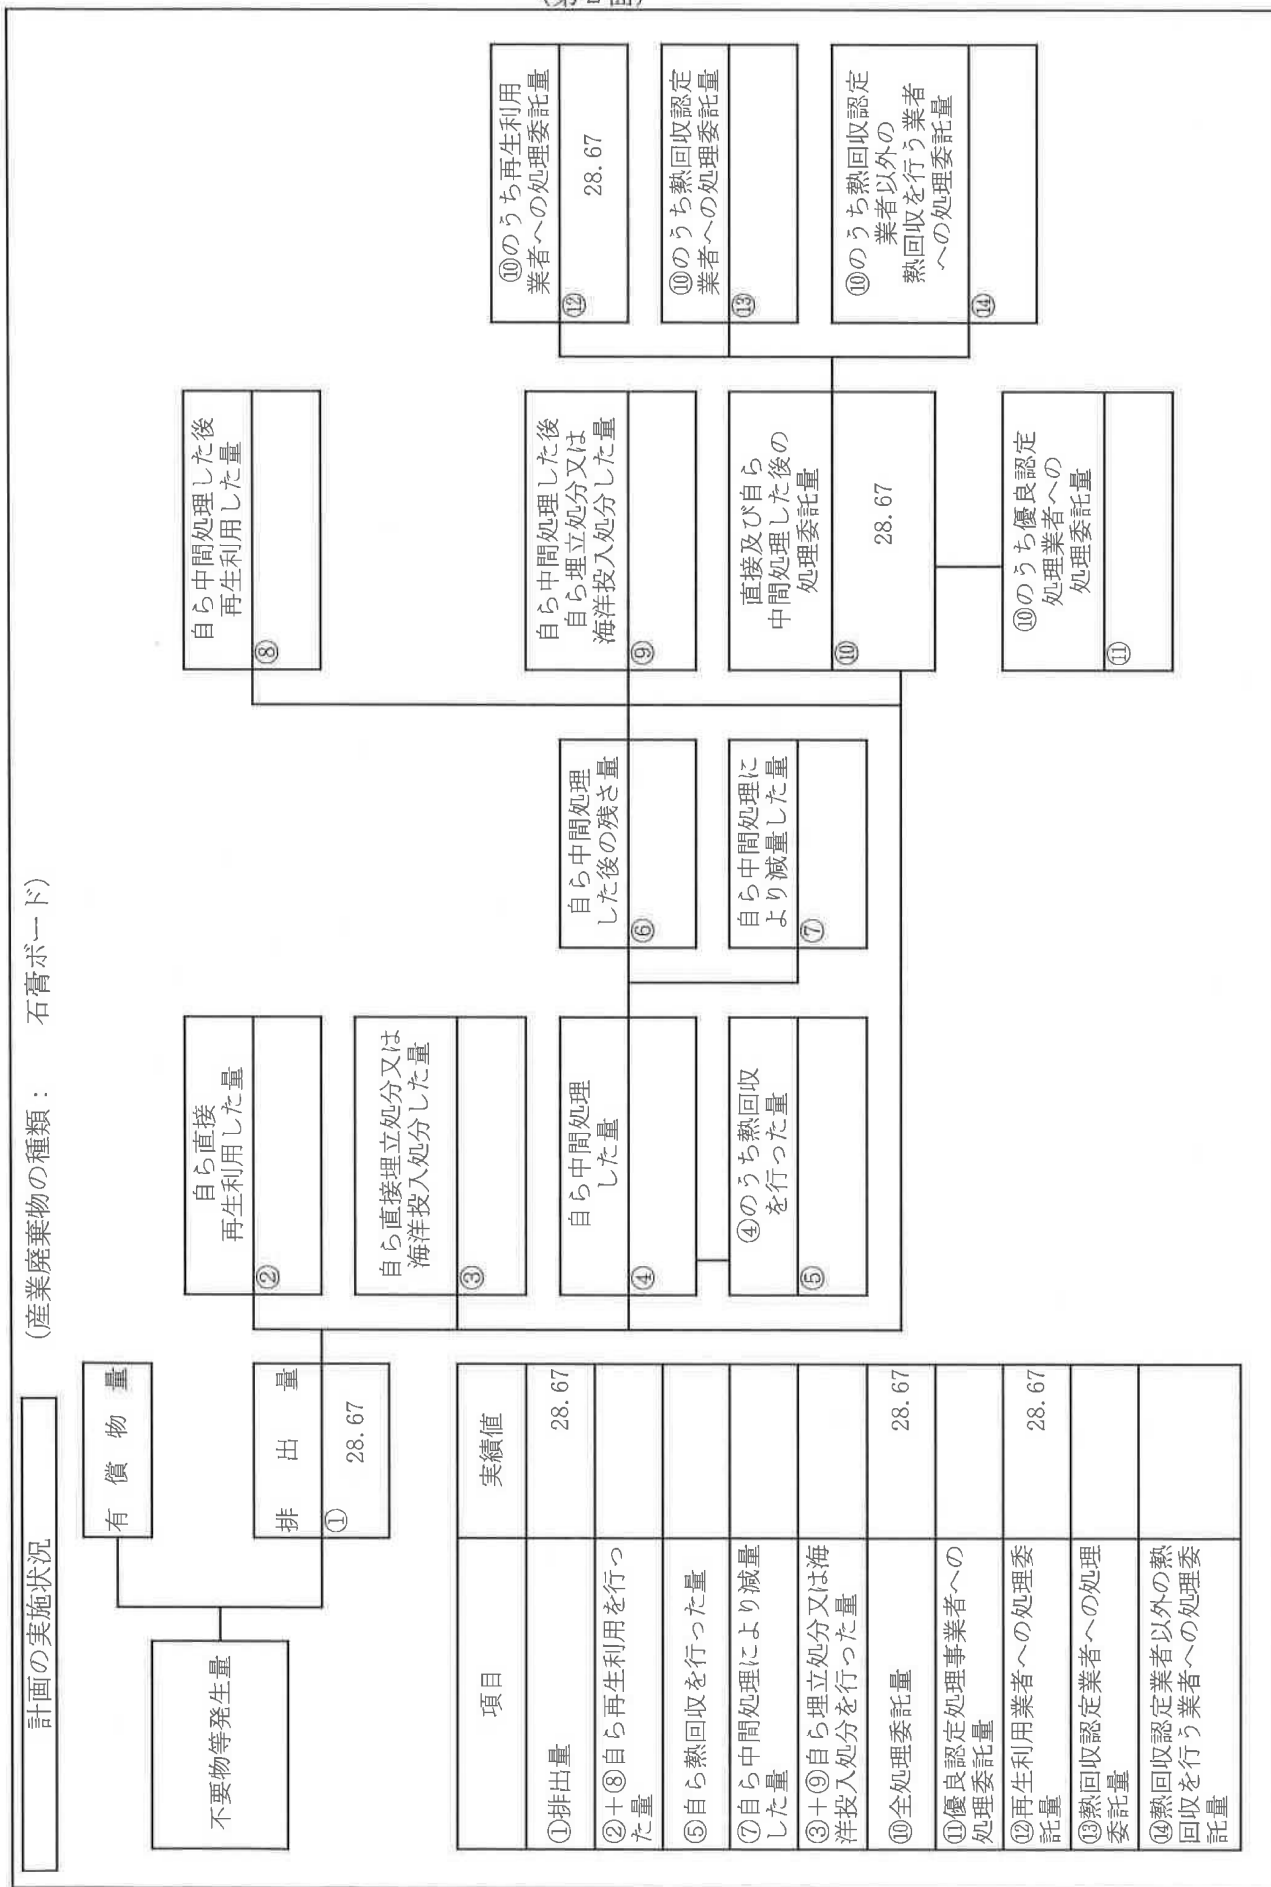 (第2面)
計画の実施状況
(産業廃棄物の種類： 石膏ボード)
不要物等発生量
有償物量
排出量
①
28.67
自ら直接
再生利用した量
②
自ら直接埋立処分又は
海洋投入処分した量
③
自ら中間処理
した量
④
④のうち熱回収
を行った量
⑤
自ら中間処理
した後の残さ量
⑥
自ら中間処理に
より減量した量
⑦
自ら中間処理した後
再生利用した量
⑧
自ら中間処理した後
自ら埋立処分又は
海洋投入処分した量
⑨
直接及び自ら
中間処理した後の
処理委託量
⑩
28.67
⑩のうち優良認定
処理業者への
処理委託量
⑪
⑩のうち再生利用
業者への処理委託量
⑫
28.67
⑩のうち熱回収認定
業者への処理委託量
⑬
⑩のうち熱回収認定
業者以外の
熱回収を行う業者
への処理委託量
⑭
項目 実績値
①排出量 28.67
②＋⑧自ら再生利用を行っ
た量
⑤自ら熱回収を行った量
⑦自ら中間処理により減量
した量
③＋⑨自ら埋立処分又は海
洋投入処分を行った量
⑩全処理委託量 28.67
⑪優良認定処理事業者への
処理委託量
⑫再生利用業者への処理委
託量 28.67
⑬熱回収認定業者への処理
委託量
⑭熱回収認定業者以外の熱
回収を行う業者への処理委
託量